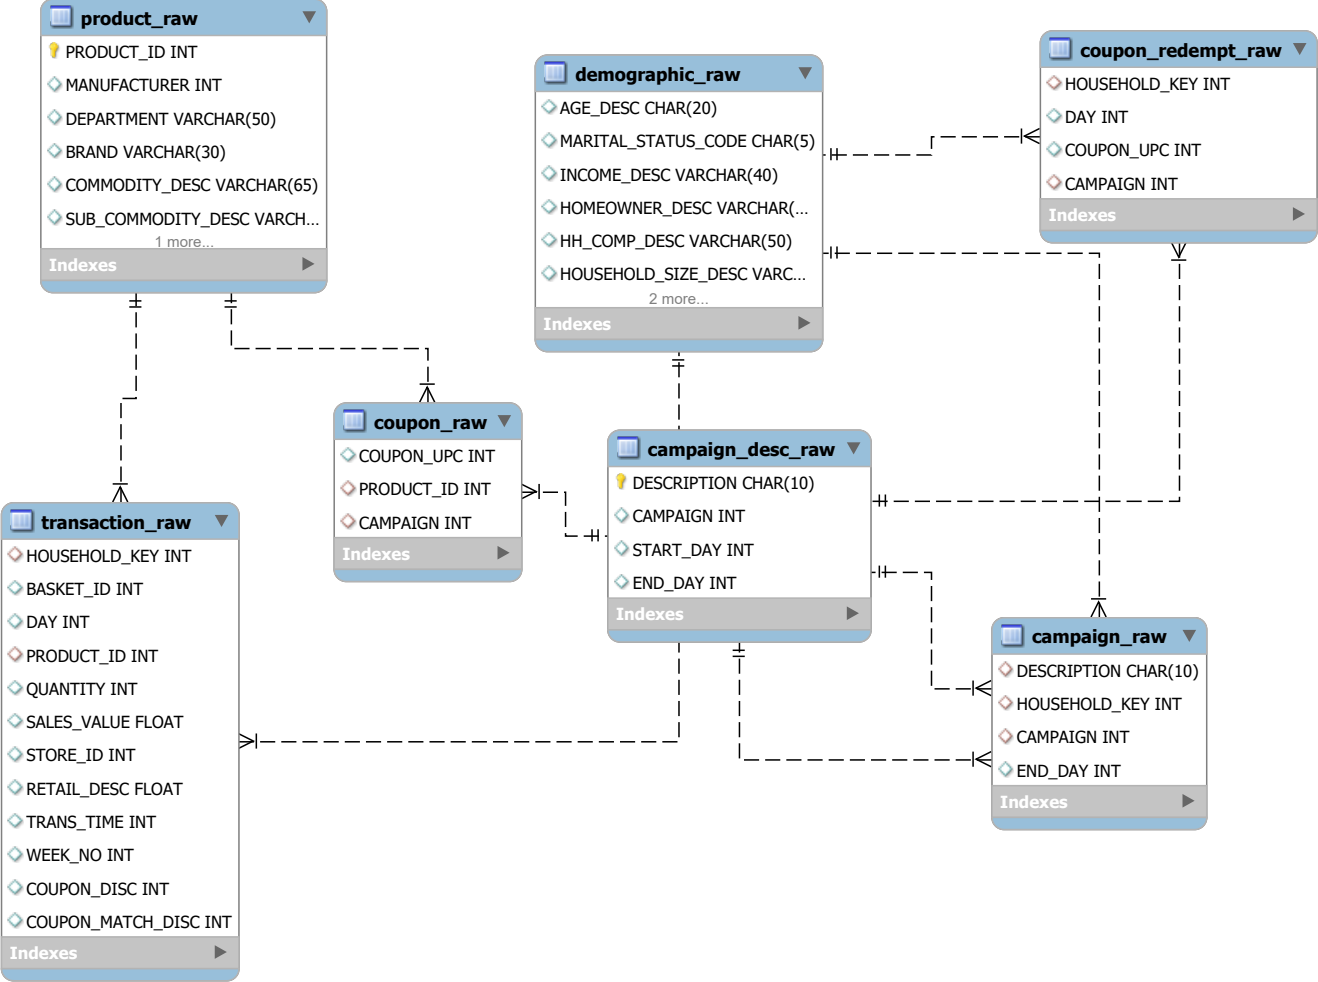 product_raw
PRODUCT_ID INT
MANUFACTURER INT
DEPARTMENT VARCHAR(50)
BRAND VARCHAR(30)
COMMODITY_DESC VARCHAR(65)
SUB_COMMODITY_DESC VARCH...
1 more...
Indexes
demographic_raw
AGE_DESC CHAR(20)
MARITAL_STATUS_CODE CHAR(5)
INCOME_DESC VARCHAR(40)
HOMEOWNER_DESC VARCHAR(...
HH_COMP_DESC VARCHAR(50)
HOUSEHOLD_SIZE_DESC VARC...
2 more...
Indexes
coupon_redempt_raw
HOUSEHOLD_KEY INT
DAY INT
COUPON_UPC INT
CAMPAIGN INT
Indexes
coupon_raw
COUPON_UPC INT
PRODUCT_ID INT
CAMPAIGN INT
Indexes
campaign_desc_raw
DESCRIPTION CHAR(10)
CAMPAIGN INT
START_DAY INT
END_DAY INT
Indexes
transaction_raw
HOUSEHOLD_KEY INT
BASKET_ID INT
DAY INT
PRODUCT_ID INT
QUANTITY INT
SALES_VALUE FLOAT
STORE_ID INT
RETAIL_DESC FLOAT
TRANS_TIME INT
WEEK_NO INT
COUPON_DISC INT
COUPON_MATCH_DISC INT
Indexes
campaign_raw
DESCRIPTION CHAR(10)
HOUSEHOLD_KEY INT
CAMPAIGN INT
END_DAY INT
Indexes